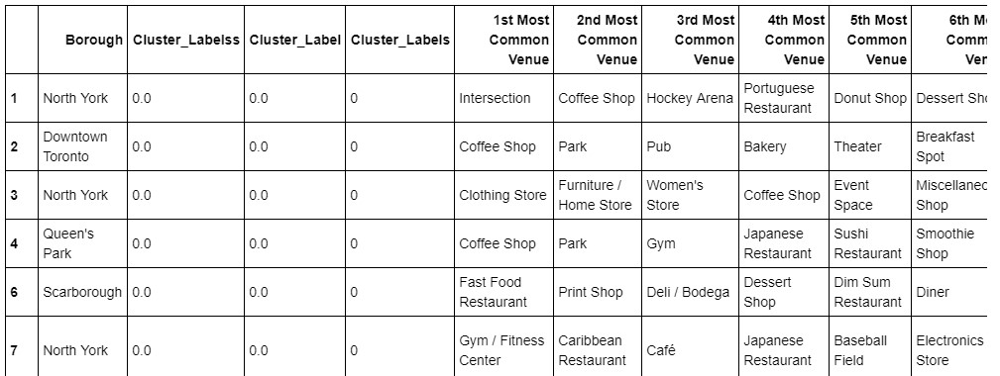 Borough Cluster_Labelss Cluster_Label Cluster_Labels 1st Most Common Venue 2nd Most Common Venue 3rd Most Common Venue 4th Most Common Venue 5th Most Common Venue 6th
1 North York 0.0 0.0 0 Intersection Coffee Shop Hockey Arena Portuguese Restaurant Donut Shop Dessert
2 Downtown Toronto 0.0 0.0 0 Coffee Shop Park Pub Bakery Theater Breakfast Spot
3 North York 0.0 0.0 0 Clothing Store Furniture / Home Store Women's Store Coffee Shop Event Space Shop
4 Queen's Park 0.0 0.0 0 Coffee Shop Park Gym Japanese Restaurant Sushi Restaurant Smoothie Shop
6 Scarborough 0.0 0.0 0 Fast Food Restaurant Print Shop Deli / Bodega Dessert Shop Dim Sum Restaurant Diner
7 North York 0.0 0.0 0 Gym / Fitness Center Caribbean Restaurant Café Japanese Restaurant Baseball Field Electronics Store